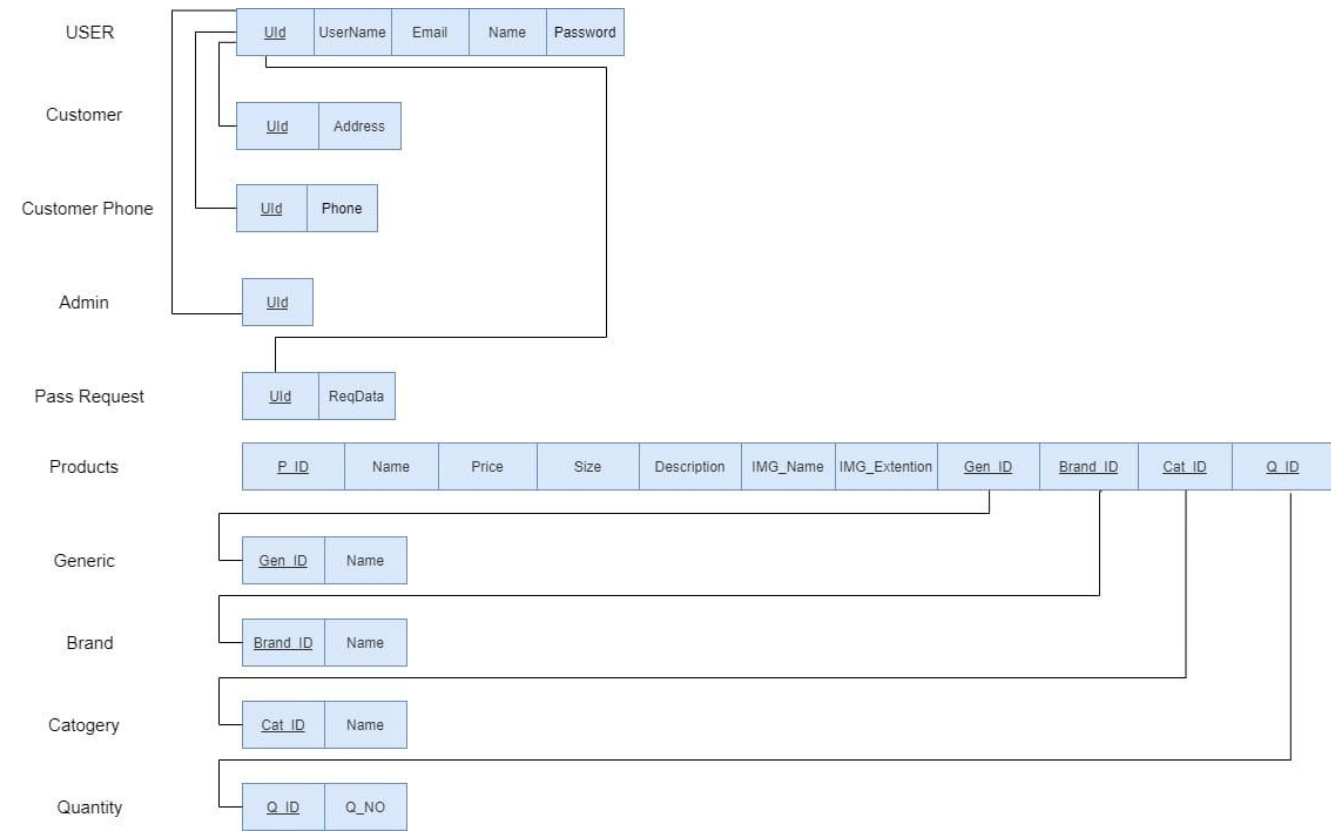 USER UId UserName Email Name Password
Customer UId Address
Customer Phone UId Phone
Admin UId
Pass Request UId ReqData
Products P_ID Name Price Size Description IMG_Name IMG_Extention Gen_ID Brand_ID Cat_ID Q_ID
Generic Gen_ID Name
Brand Brand_ID Name
Catogery Cat_ID Name
Quantity Q_ID Q_NO